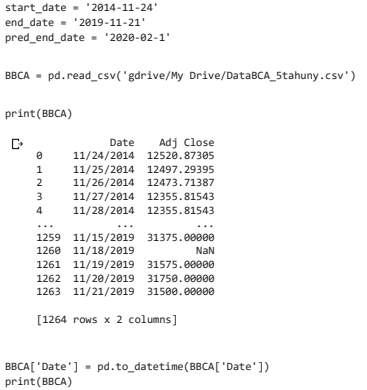 start_date = '2014-11-24'
end_date = '2019-11-21'
pred_end_date = '2020-02-1'
BBCA = pd.read_csv('gdrive/My Drive/DataBCA_5tahuny.csv')
print(BBCA)
Date Adj Close
0 11/24/2014 12520.87305
1 11/25/2014 12497.29395
2 11/26/2014 12473.71387
3 11/27/2014 12355.81543
4 11/28/2014 12355.81543
... ... ...
1259 11/15/2019 31375.00000
1260 11/18/2019 NaN
1261 11/19/2019 31575.00000
1262 11/20/2019 31750.00000
1263 11/21/2019 31500.00000
[1264 rows x 2 columns]
BBCA['Date'] = pd.to_datetime(BBCA['Date'])
print(BBCA)